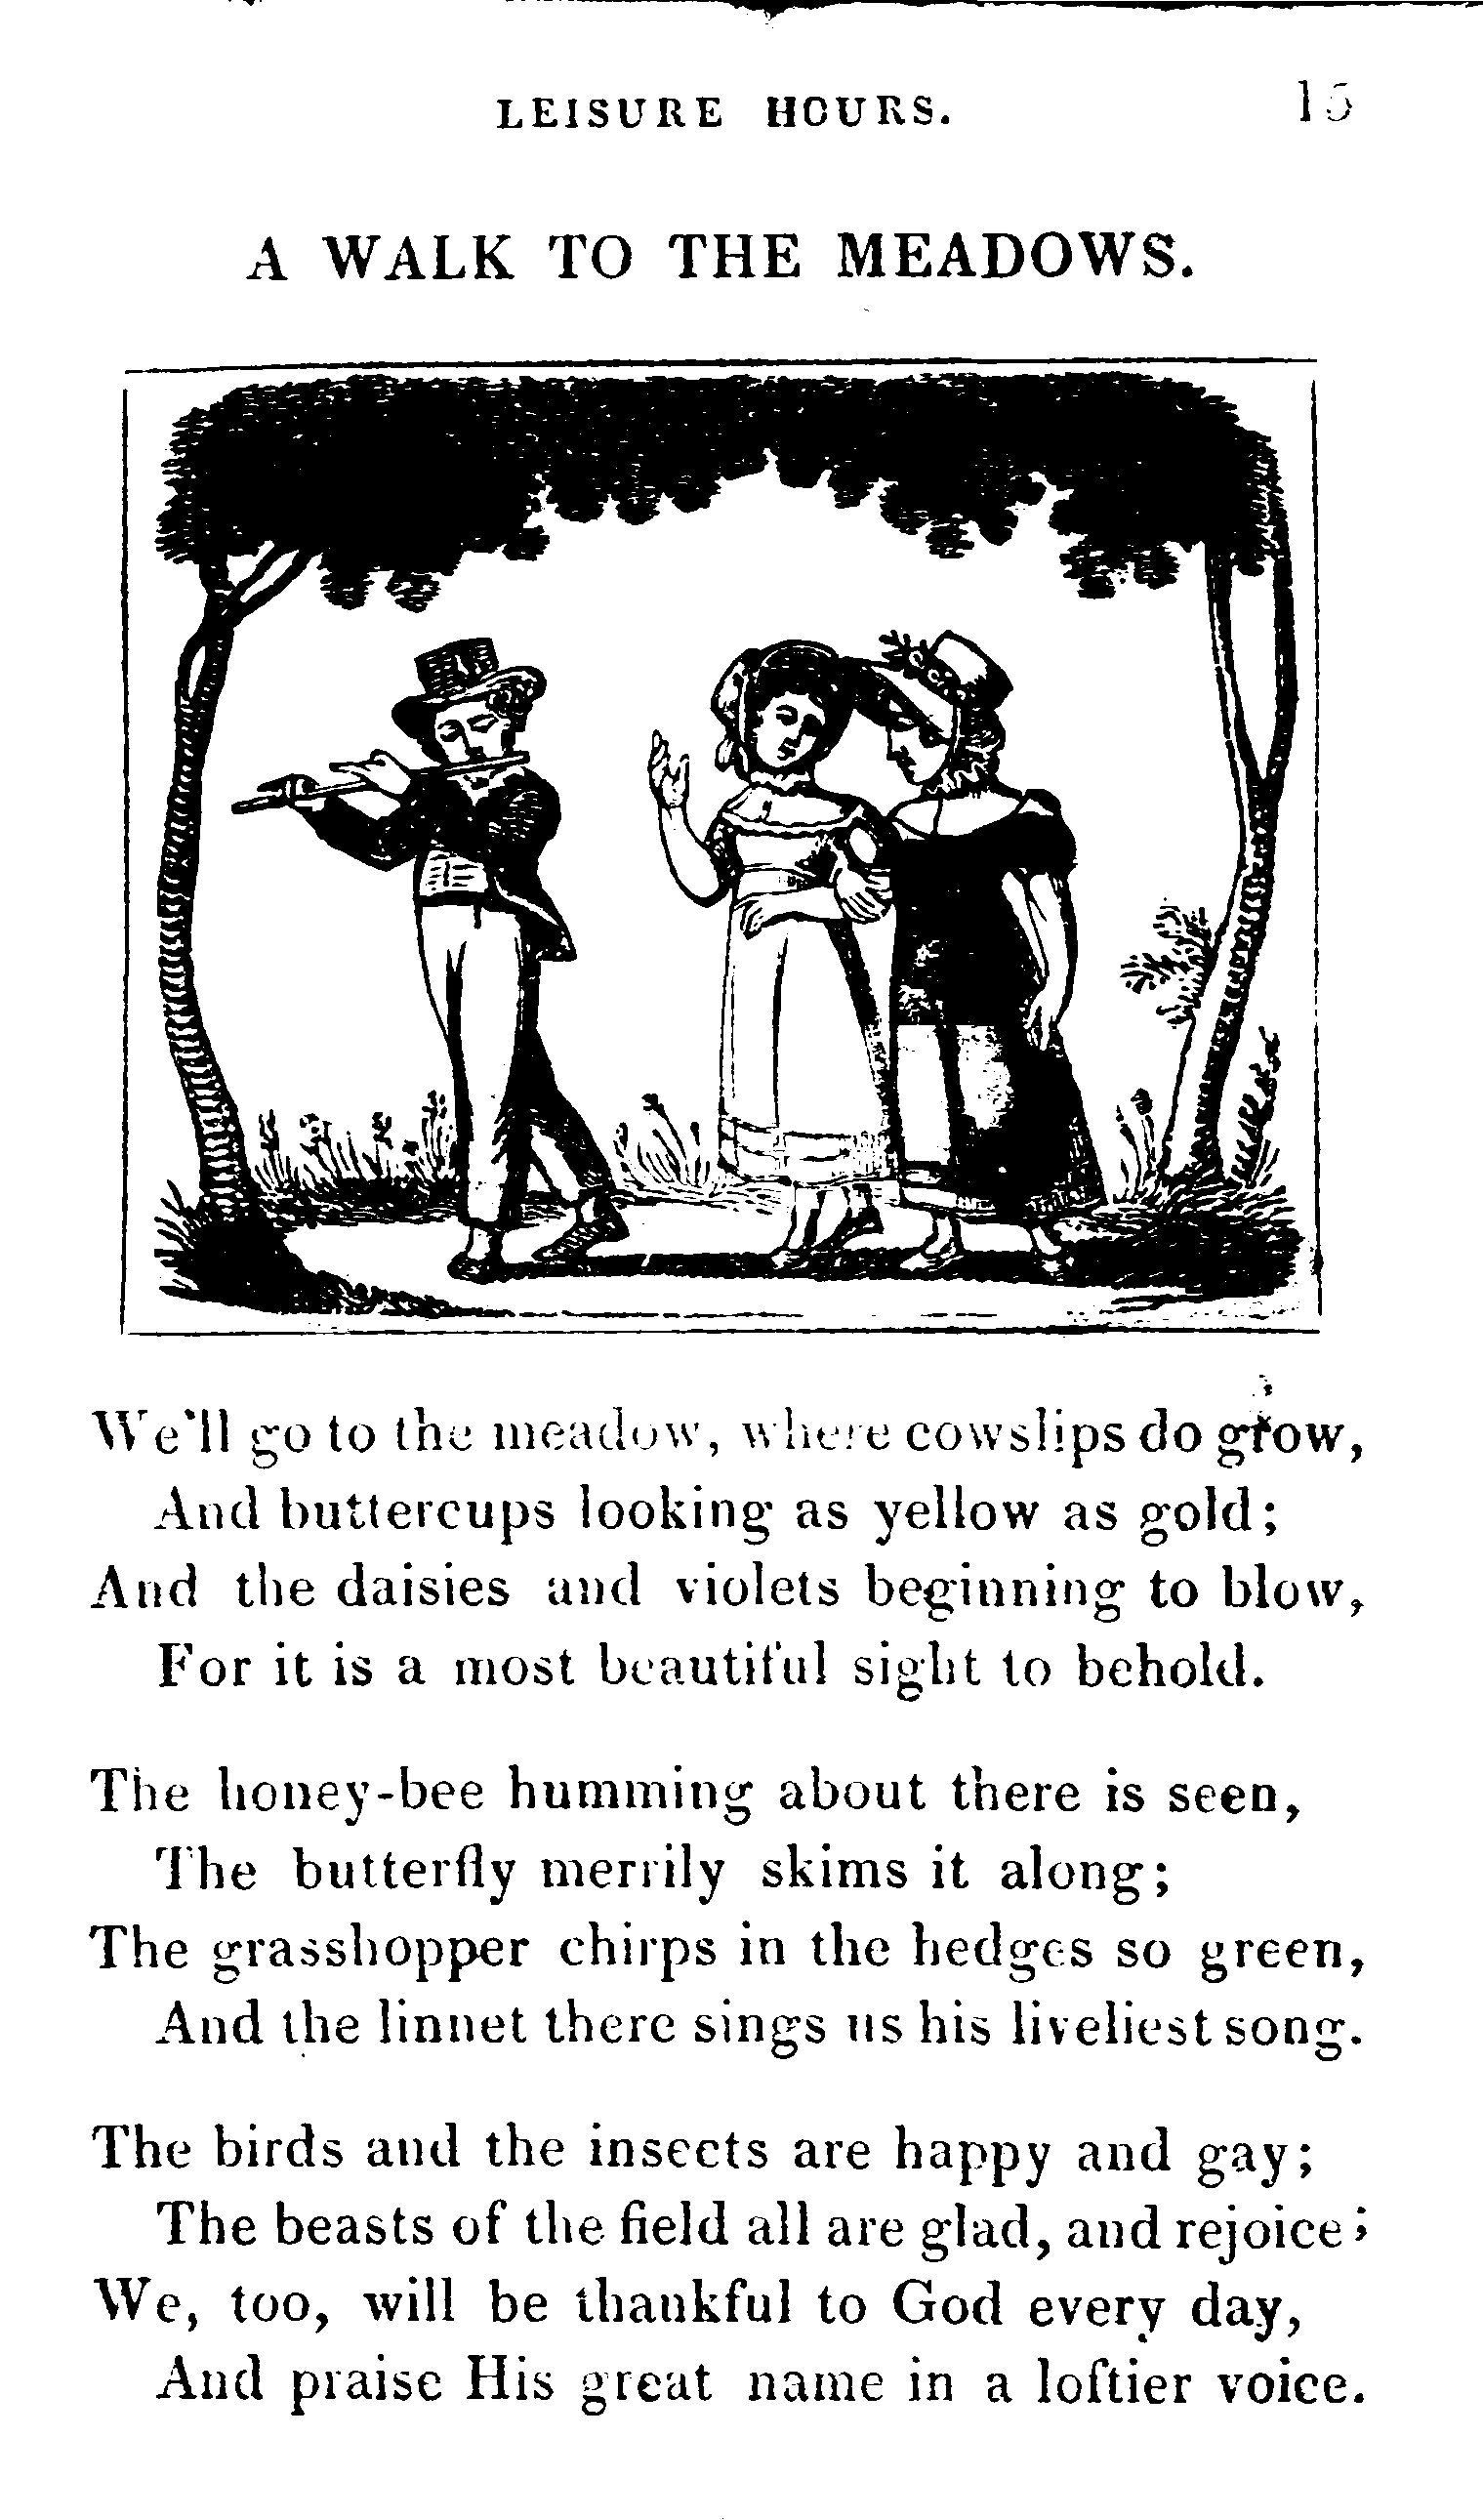 LEISURE HOURS. 15
A WALK TO THE MEADOWS.
We'll go to the meadow, where cowslips do grow,
And buttercups looking as yellow as gold;
And the daisies and violets beginning to blow,
For it is a most beautiful sight to behold.
The honey-bee humming about there is seen,
The butterfly merrily skims it along;
The grasshopper chirps in the hedges so green,
And the linnet there sings us his liveliest song.
The birds and the insects are happy and gay;
The beasts of the field all are glad, and rejoice;
We, too, will be thankful to God every day,
And praise His great name in a loftier voice.